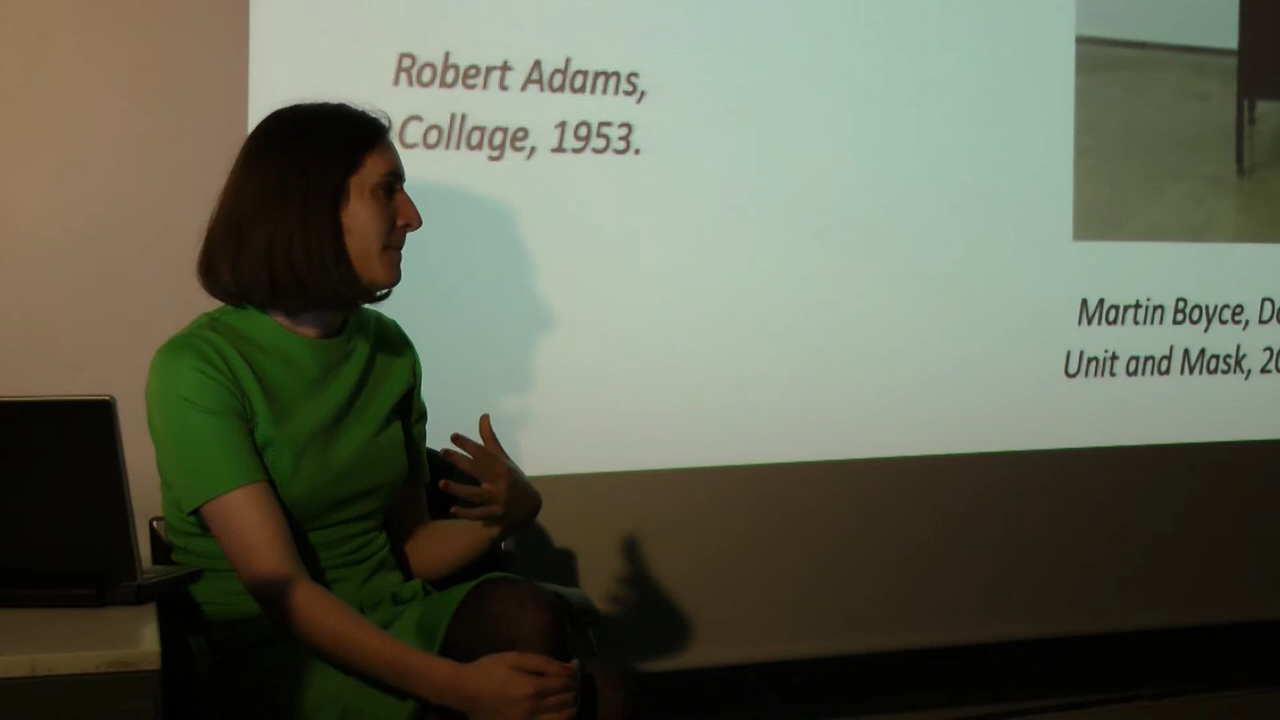 Robert Adams,
Collage, 1953.
Martin Boyce,
Unit and Mask,